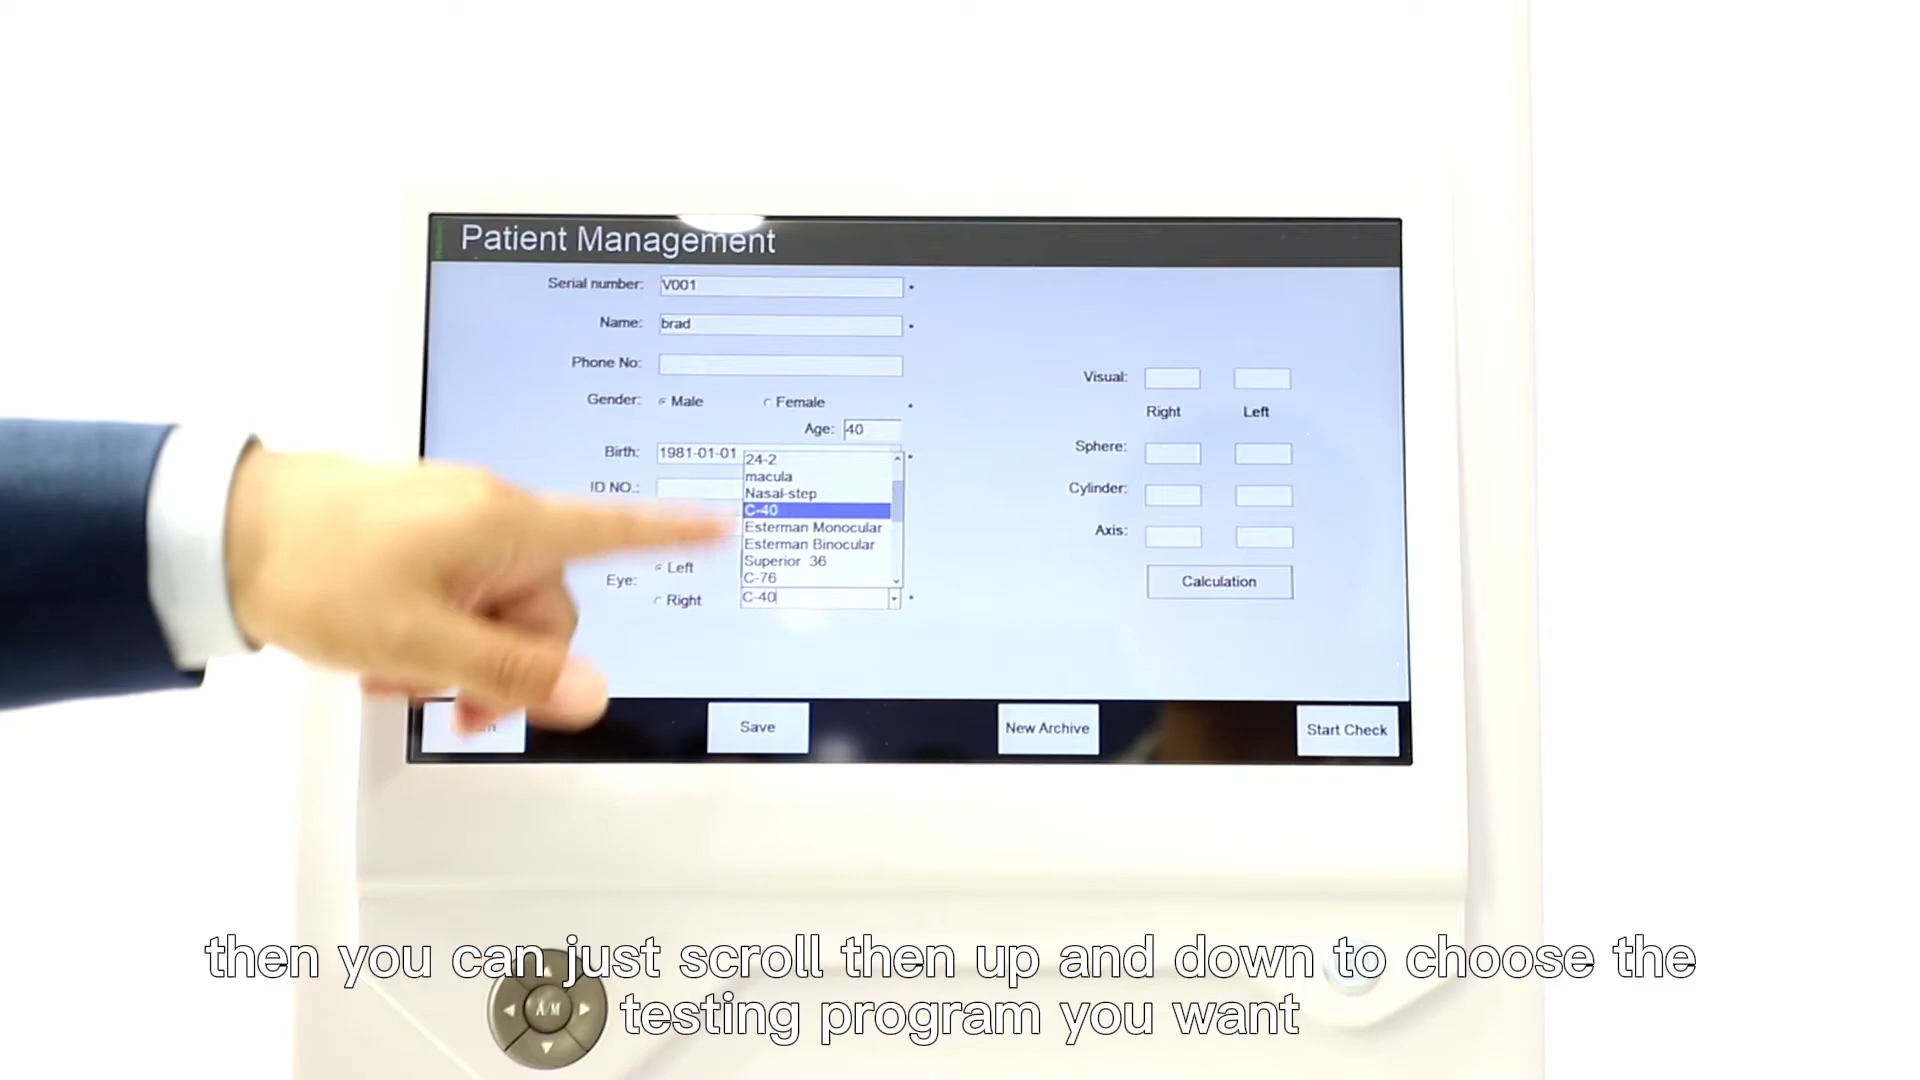 Patient Management
Serial number: V001
Name: brad
Phone No:
Gender: Male Female
Age: 40
Birth: 1981-01-01
ID NO.:
24-2
macula
Nasal-step
C-40
Esterman Monocular
Esterman Binocular
Superior 36
C-76
Eye: Left
Right
C-40
Visual:
Right Left
Sphere:
Cylinder:
Axis:
Calculation
Save New Archive Start Check
A/M
then you can just scroll then up and down to choose the
testing program you want